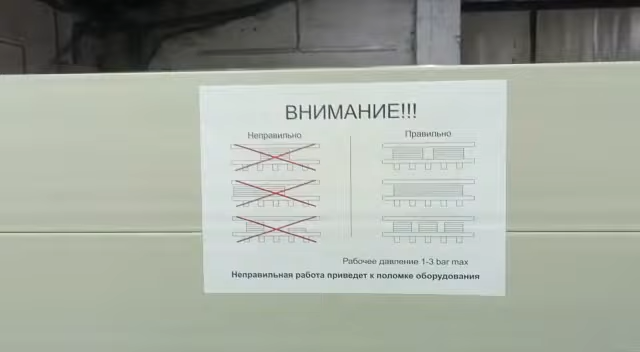 ВНИМАНИЕ!!!
Неправильно Правильно
Рабочее давление 1-3 bar max
Неправильная работа приведет к поломке оборудования